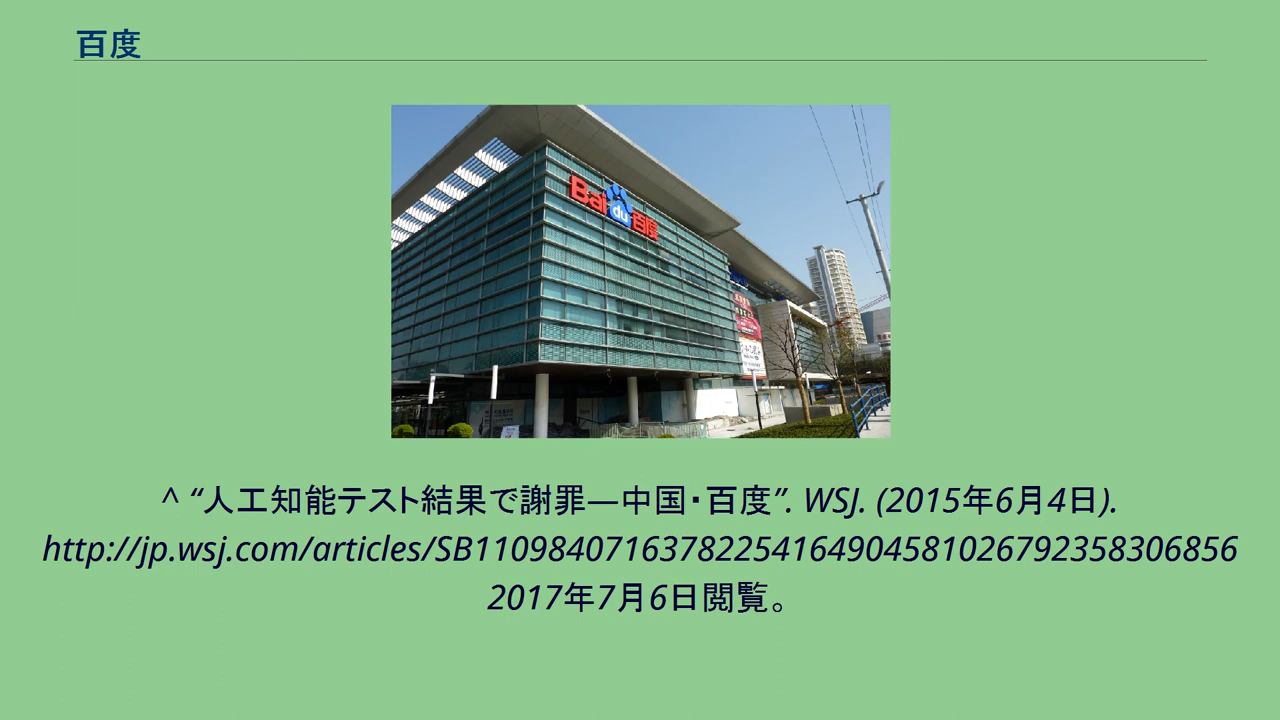 百度
Bai du 百度
^ “人工知能テスト結果で謝罪—中国・百度”. WSJ. (2015年6月4日).
http://jp.wsj.com/articles/SB11098407163782254164904581026792358306856
2017年7月6日閲覧。